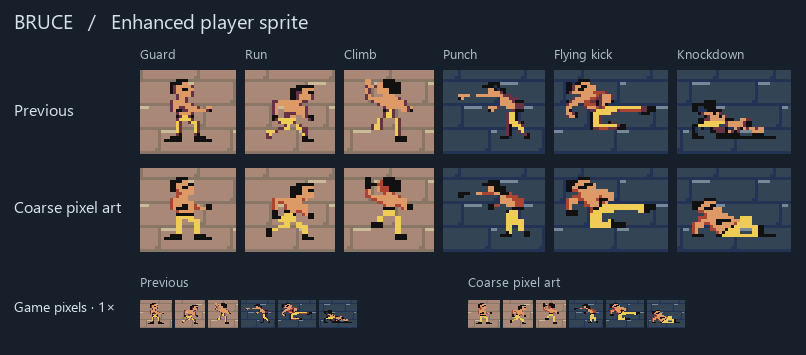 BRUCE / Enhanced player sprite
Guard Run Climb Punch Flying kick Knockdown
Previous
Coarse pixel art
Previous Coarse pixel art
Game pixels · 1×